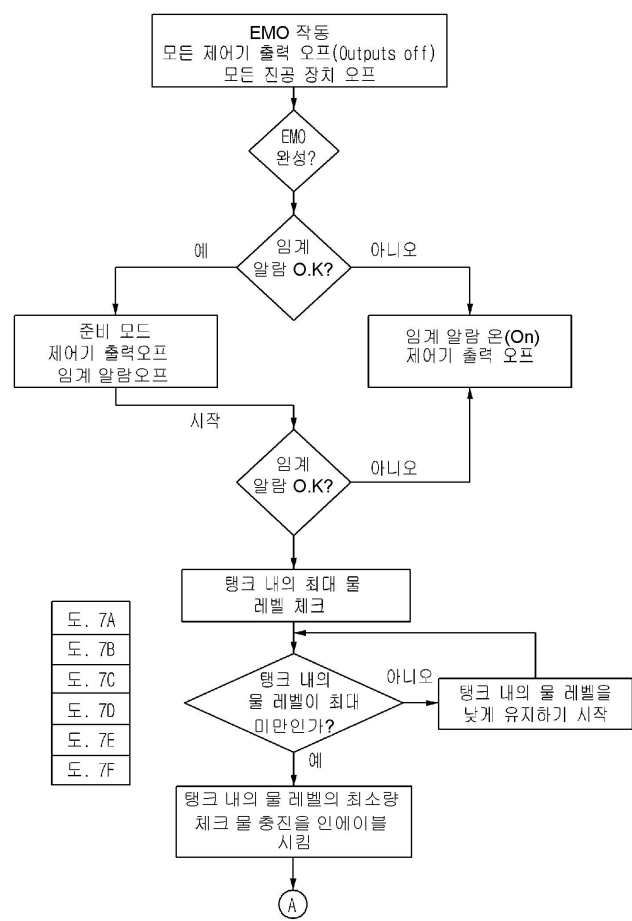 EMO 작동
모든 제어기 출력 오프(Outputs off)
모든 진공 장치 오프
EMO
완성?
임계
알람 O.K?
예
아니오
준비 모드
제어기 출력오프
임계 알람오프
임계 알람 온(On)
제어기 출력 오프
시작
임계
알람 O.K?
아니오
탱크 내의 최대 물
레벨 체크
도. 7A
도. 7B
도. 7C
도. 7D
도. 7E
도. 7F
탱크 내의
물 레벨이 최대
미만인가?
아니오
탱크 내의 물 레벨을
낮게 유지하기 시작
예
탱크 내의 물 레벨의 최소량
체크 물 충진을 인에이블
시킴
A